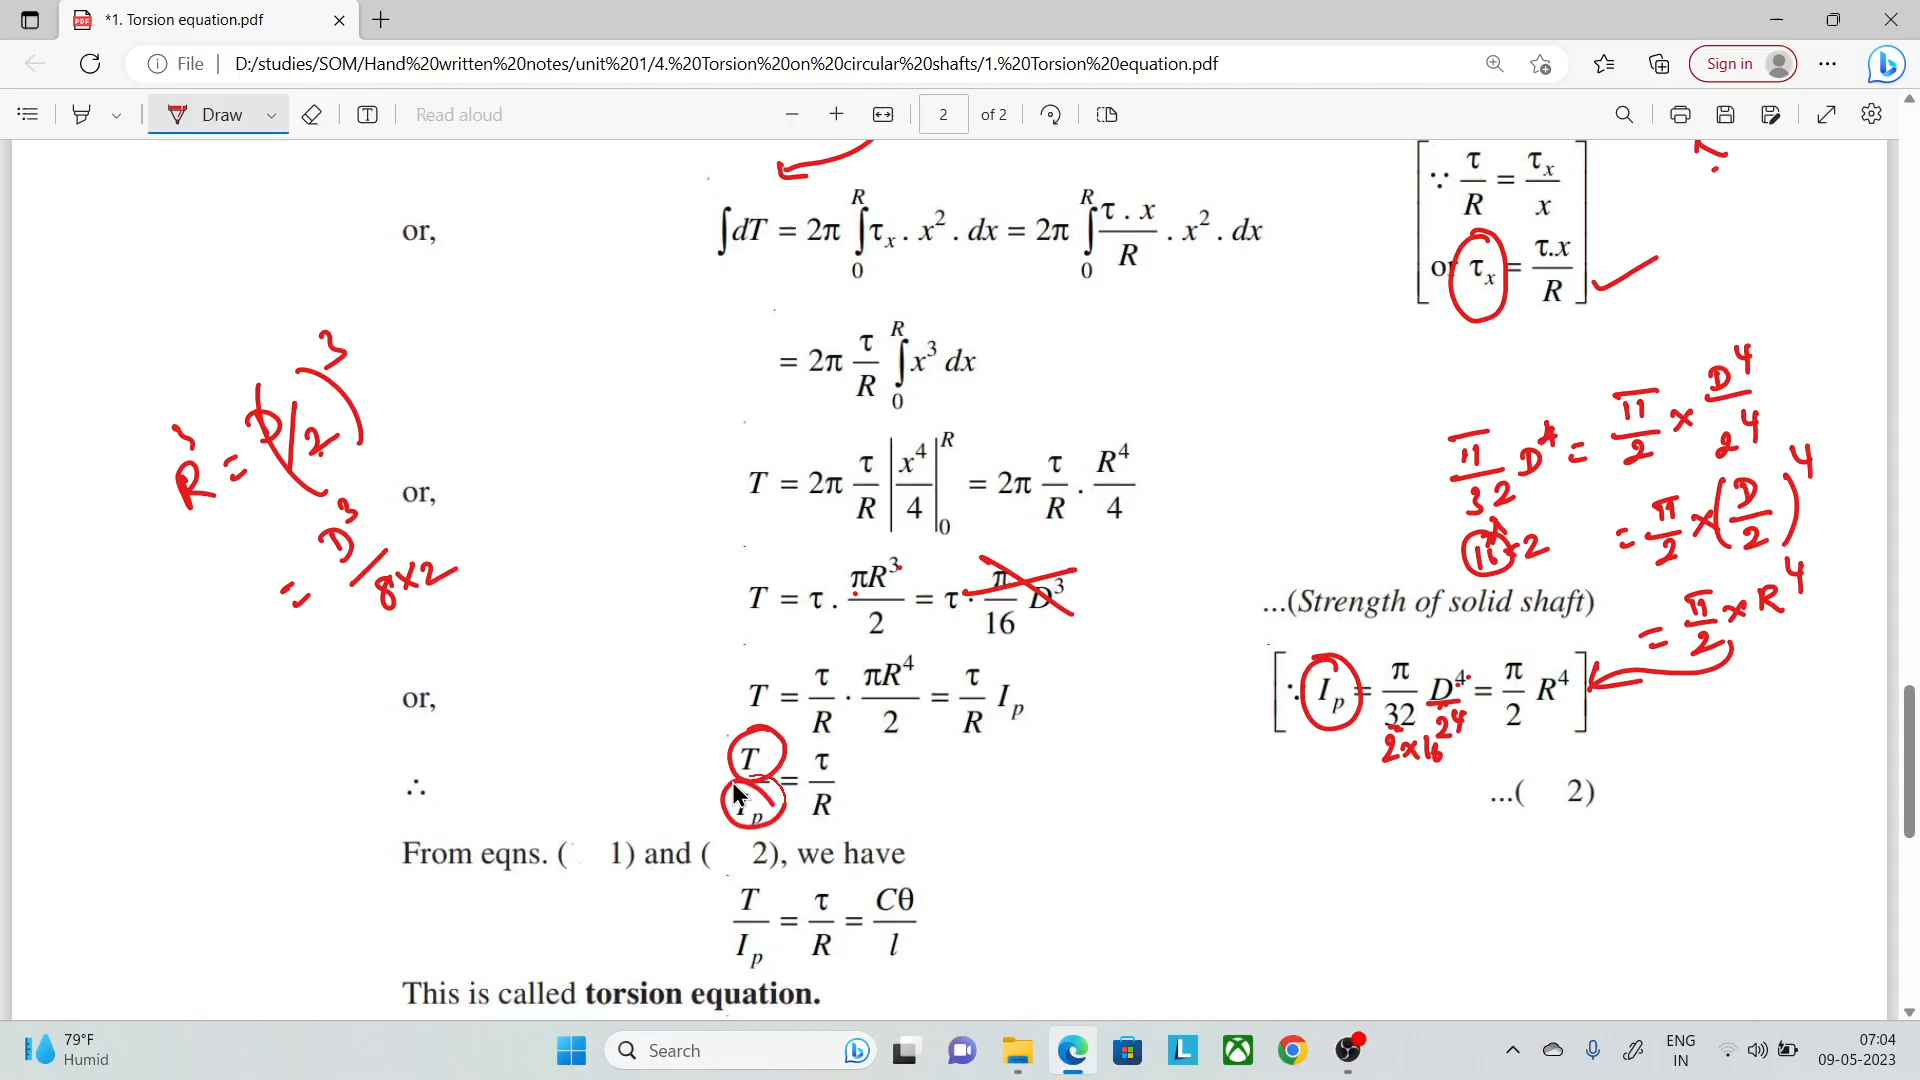 *1. Torsion equation.pdf
File | D:/studies/SOM/Hand%20written%20notes/unit%201/4.%20Torsion%20on%20circular%20shafts/1.%20Torsion%20equation.pdf
Sign in
Draw
Read aloud
2 of 2
∵ τ/R = τₓ/x
or, ∫dT = 2π ∫₀ᴿ τₓ . x² . dx = 2π ∫₀ᴿ τ . x/R . x² . dx
or τₓ = τ.x/R
= 2π τ/R ∫₀ᴿ x³ dx
R³ = (D/2)³
= D³/8×2
π/32 D⁴ = π/2 × D⁴/2⁴
16×2
= π/2 × (D/2)⁴
= π/2 × R⁴
or, T = 2π τ/R |x⁴/4|₀ᴿ = 2π τ/R . R⁴/4
T = τ . πR³/2 = τ · π/16 D³ ...(Strength of solid shaft)
or, T = τ/R · πR⁴/2 = τ/R Iₚ [∵ Iₚ = π/32 D⁴ = π/2 R⁴]
2×16 2⁴
∴ T/Iₚ = τ/R ...( 2)
From eqns. ( 1) and ( 2), we have
T/Iₚ = τ/R = Cθ/l
This is called torsion equation.
79°F
Humid
Search
ENG
IN
07:04
09-05-2023